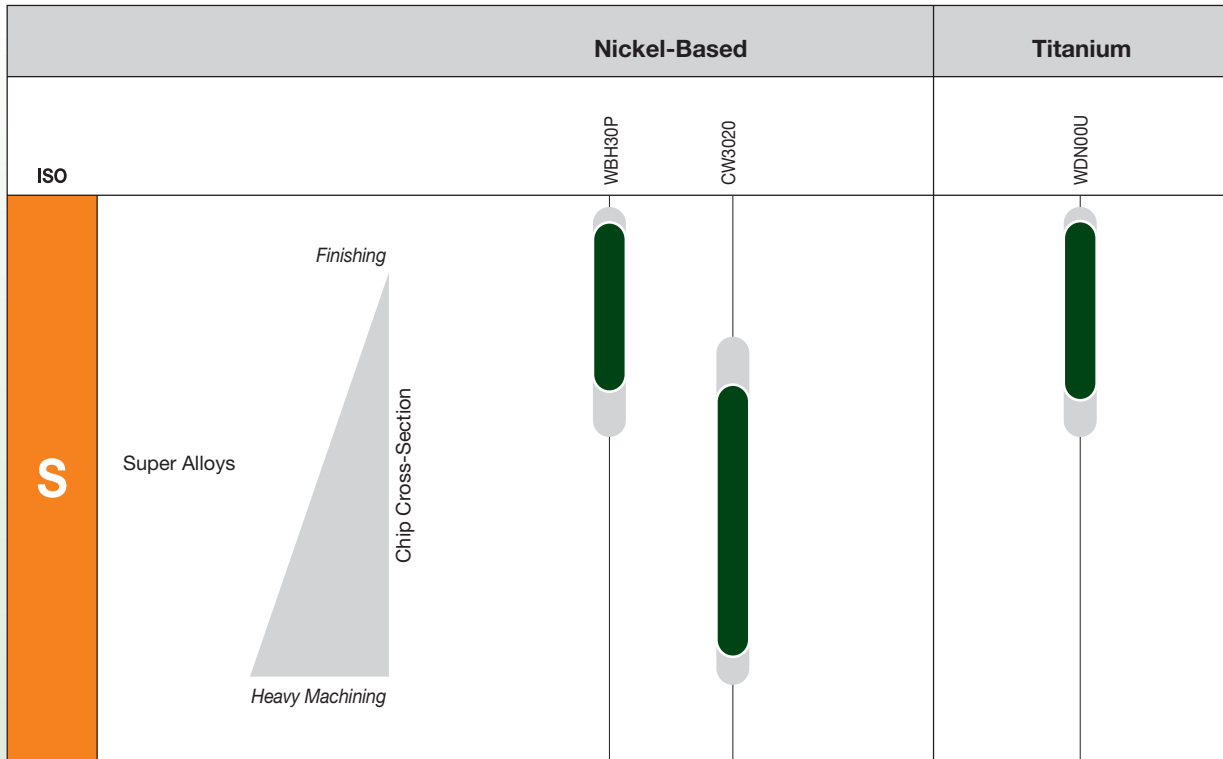 Nickel-Based
Titanium
ISO
WBH30P
CW3020
WDN00U
S
Super Alloys
Finishing
Chip Cross-Section
Heavy Machining